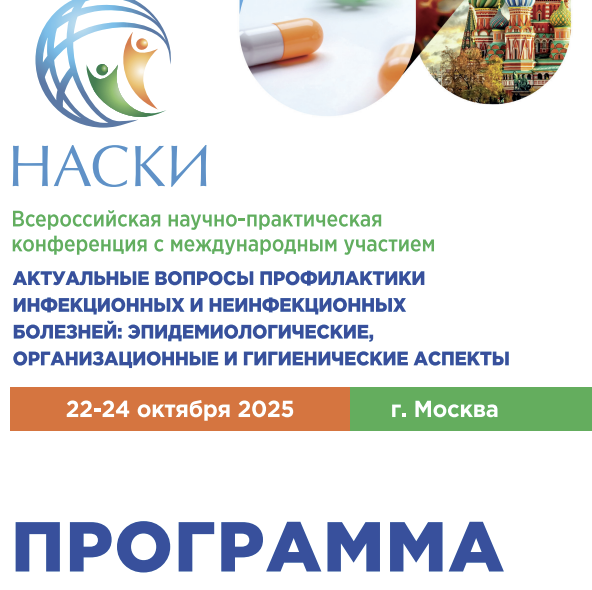 НАСКИ
Всероссийская научно-практическая
конференция с международным участием
АКТУАЛЬНЫЕ ВОПРОСЫ ПРОФИЛАКТИКИ
ИНФЕКЦИОННЫХ И НЕИНФЕКЦИОННЫХ
БОЛЕЗНЕЙ: ЭПИДЕМИОЛОГИЧЕСКИЕ,
ОРГАНИЗАЦИОННЫЕ И ГИГИЕНИЧЕСКИЕ АСПЕКТЫ
22-24 октября 2025 г. Москва
ПРОГРАММА